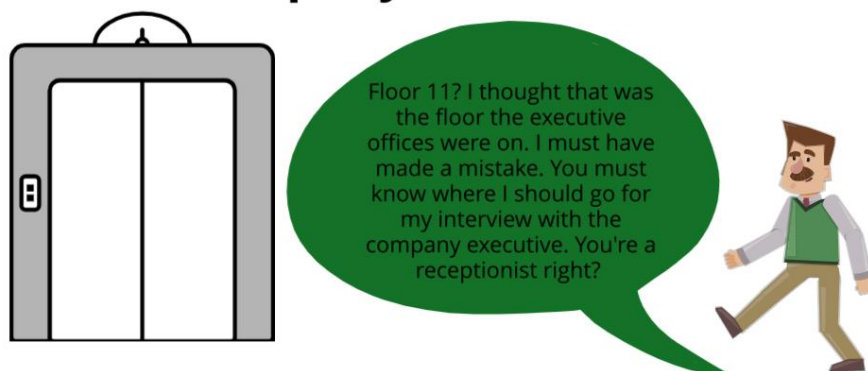 Floor 11? I thought that was
the floor the executive
offices were on. I must have
made a mistake. You must
know where I should go for
my interview with the
company executive. You're a
receptionist right?